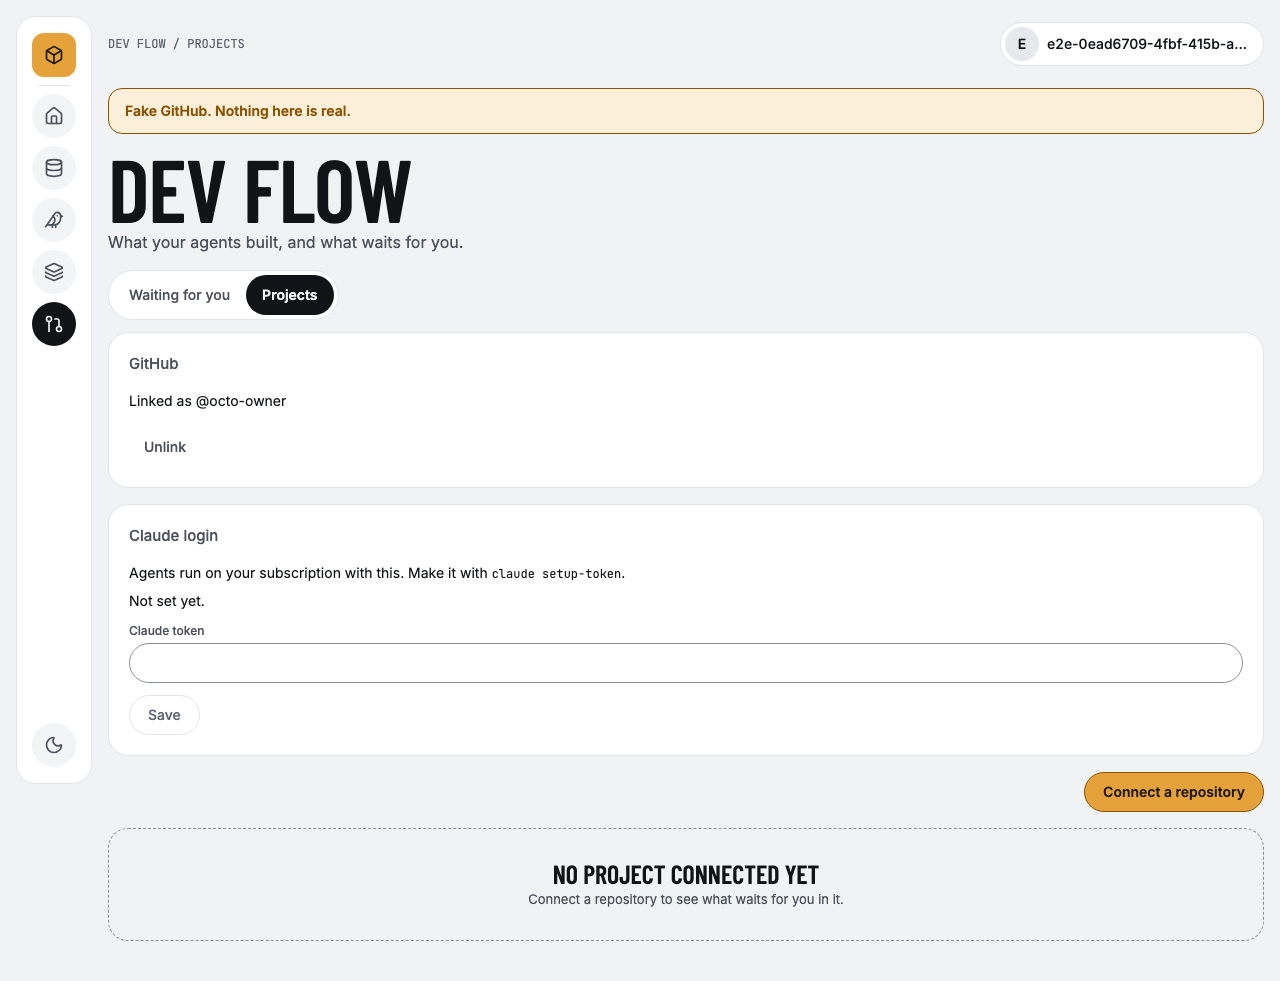 DEV FLOW / PROJECTS
E
e2e-0ead6709-4fbf-415b-a...
Fake GitHub. Nothing here is real.
DEV FLOW
What your agents built, and what waits for you.
Waiting for you
Projects
GitHub
Linked as @octo-owner
Unlink
Claude login
Agents run on your subscription with this. Make it with claude setup-token.
Not set yet.
Claude token
Save
Connect a repository
NO PROJECT CONNECTED YET
Connect a repository to see what waits for you in it.